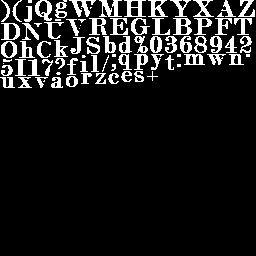 )(jQgWMHKYXAZ
DNUVREGLBPFT
OhCkJSbd%0368942
5I17?fil/;qpyt:mwn"
uxvaorzces+